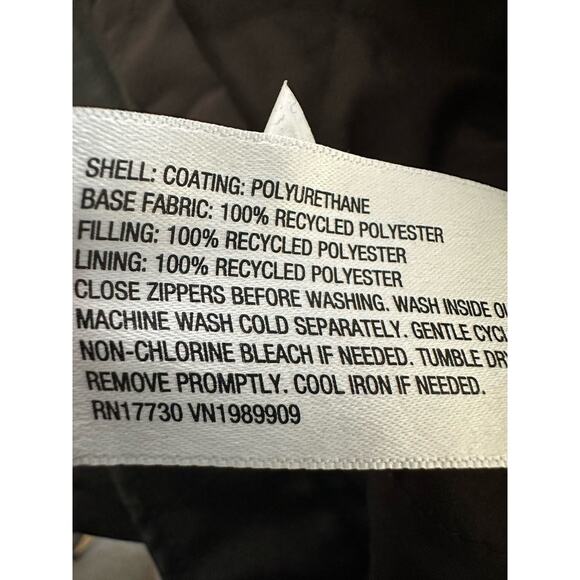 SHELL: COATING: POLYURETHANE
BASE FABRIC: 100% RECYCLED POLYESTER
FILLING: 100% RECYCLED POLYESTER
LINING: 100% RECYCLED POLYESTER
CLOSE ZIPPERS BEFORE WASHING. WASH INSIDE
MACHINE WASH COLD SEPARATELY. GENTLE
NON-CHLORINE BLEACH IF NEEDED. TUMBLE DRY
REMOVE PROMPTLY. COOL IRON IF NEEDED.
RN17730 VN1989909